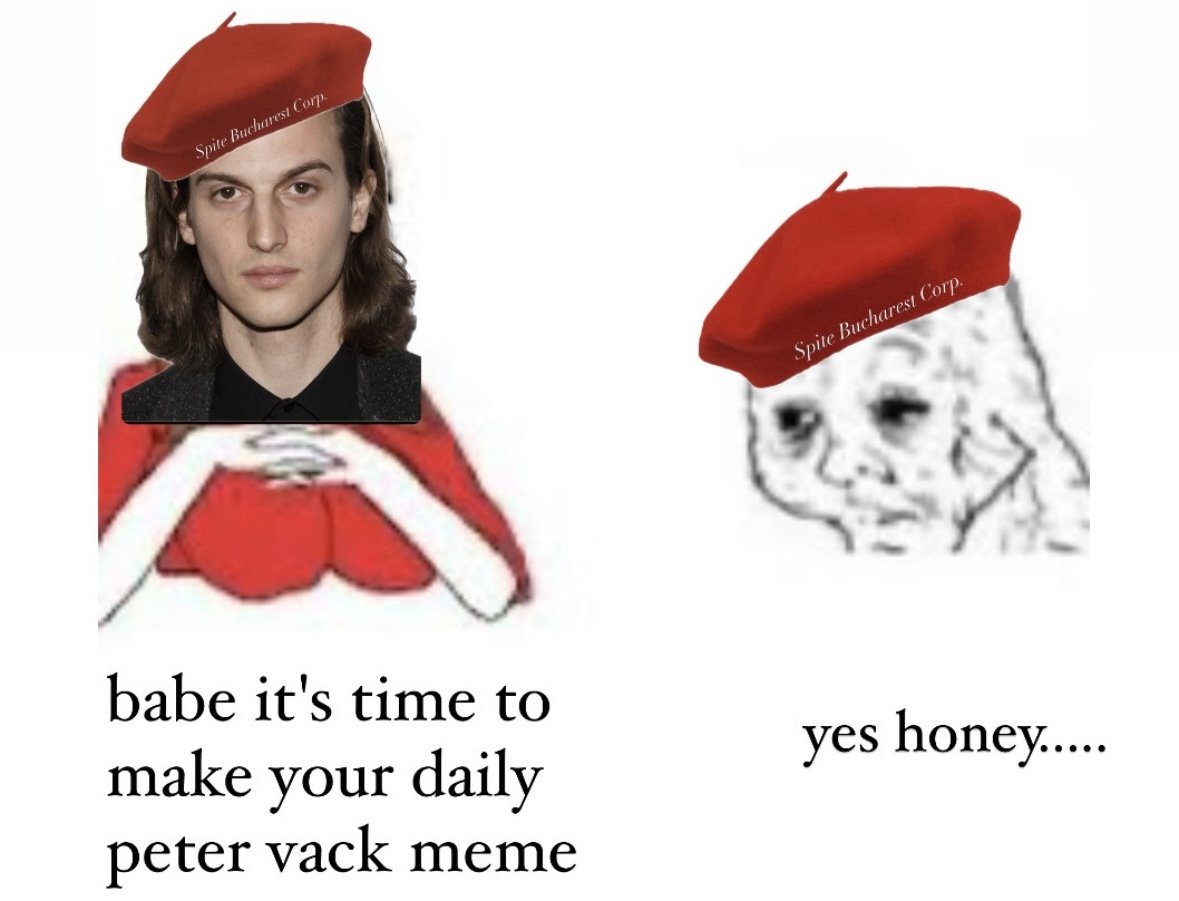 Spite Bucharest Corp.
Spite Bucharest Corp.
babe it's time to
make your daily
peter vack meme
yes honey.....